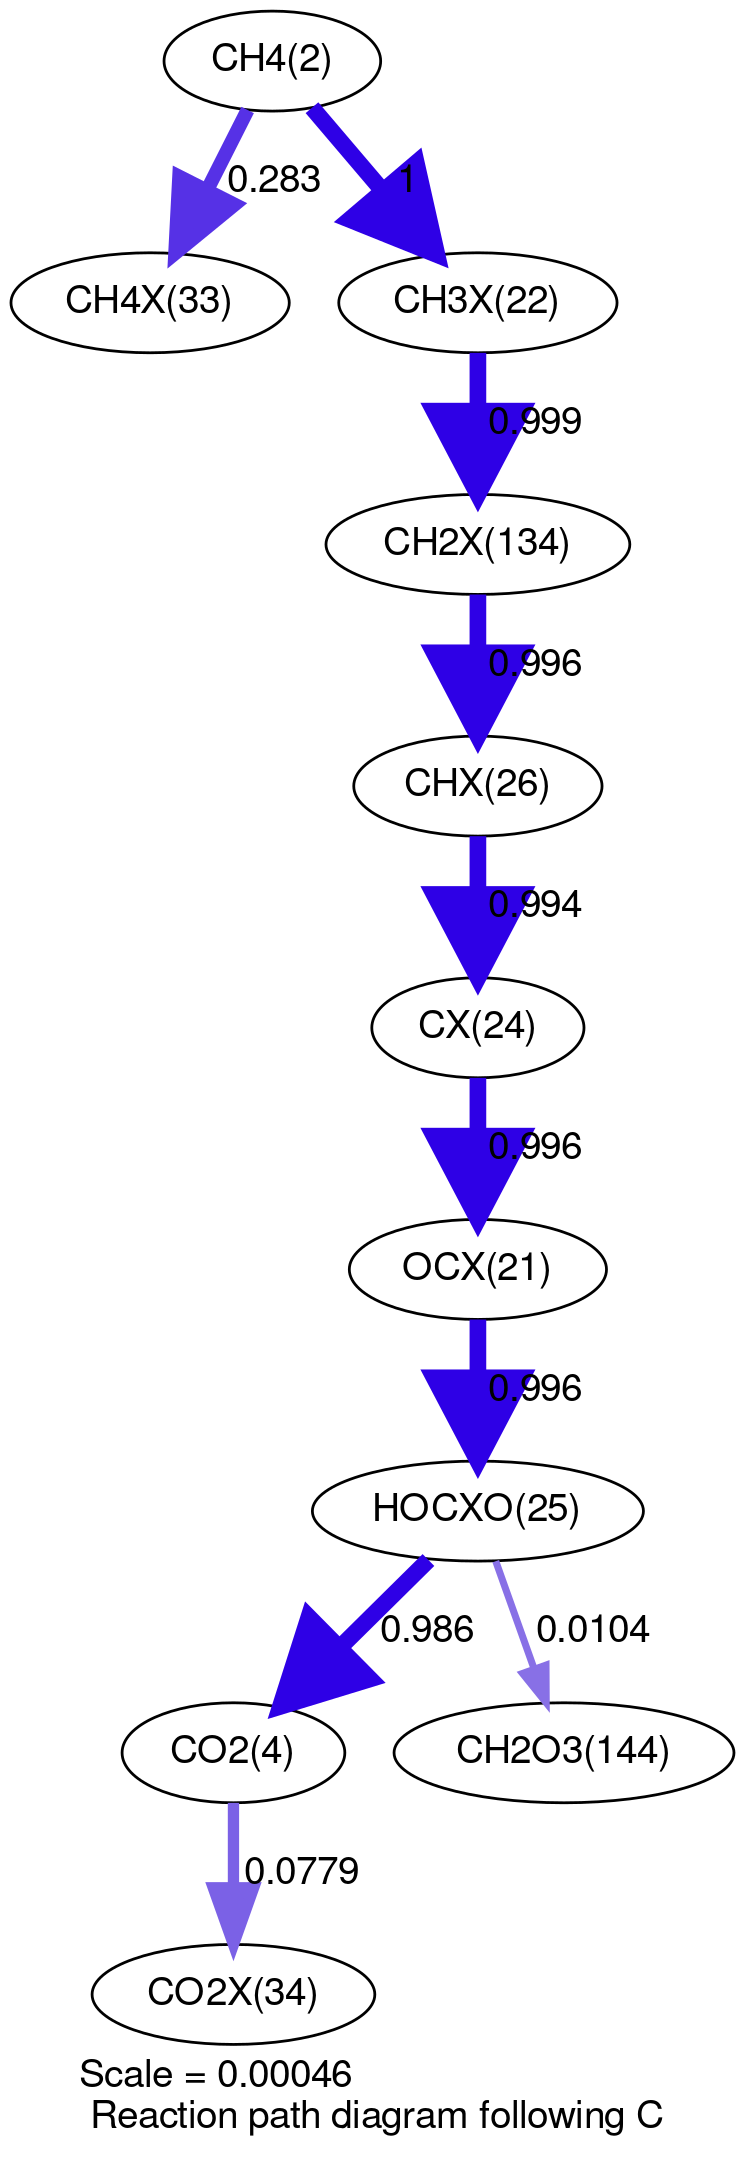 CH4(2)
0.283
1
CH4X(33)
CH3X(22)
0.999
CH2X(134)
0.996
CHX(26)
0.994
CX(24)
0.996
OCX(21)
0.996
HOCXO(25)
0.986
0.0104
CO2(4)
CH2O3(144)
0.0779
CO2X(34)
Scale = 0.00046
Reaction path diagram following C